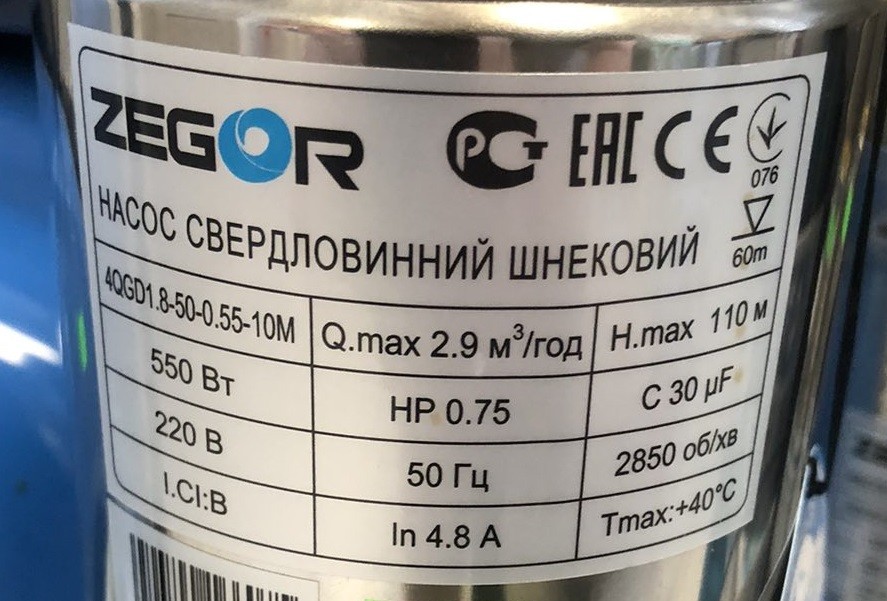 ZEGOR РСТ EAC CE
076
НАСОС СВЕРДЛОВИННИЙ ШНЕКОВИЙ
60m
4QGD1.8-50-0.55-10М Q.max 2.9 м³/год H.max 110 м
550 Вт HP 0.75 C 30 µF
220 В 50 Гц 2850 об/хв
I.CI:B In 4.8 A Tmax:+40°C